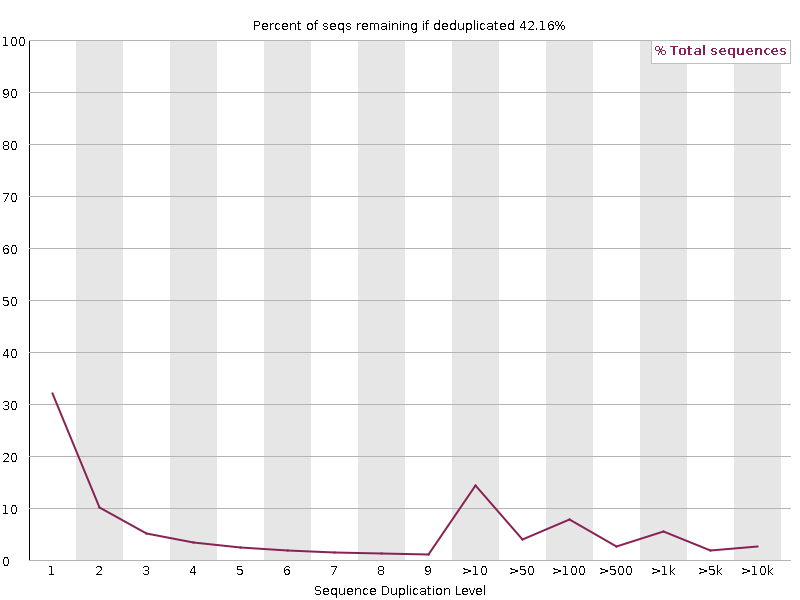 Percent of seqs remaining if deduplicated 42.16%
% Total sequences
100
90
80
70
60
50
40
30
20
10
0
1 2 3 4 5 6 7 8 9 >10 >50 >100 >500 >1k >5k >10k
Sequence Duplication Level